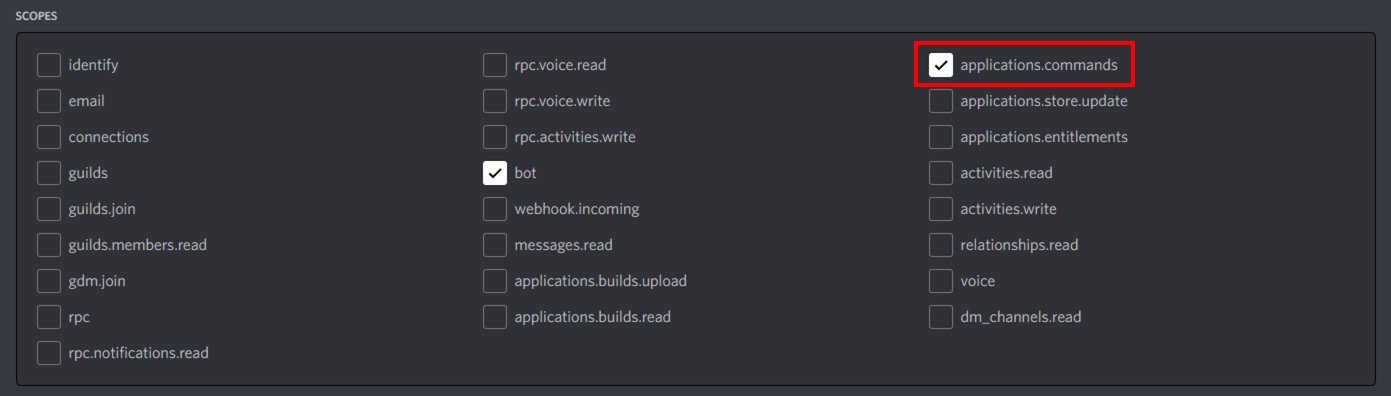 SCOPES
identify
email
connections
guilds
guilds.join
guilds.members.read
gdm.join
rpc
rpc.notifications.read
rpc.voice.read
rpc.voice.write
rpc.activities.write
bot
webhook.incoming
messages.read
applications.builds.upload
applications.builds.read
applications.commands
applications.store.update
applications.entitlements
activities.read
activities.write
relationships.read
voice
dm_channels.read